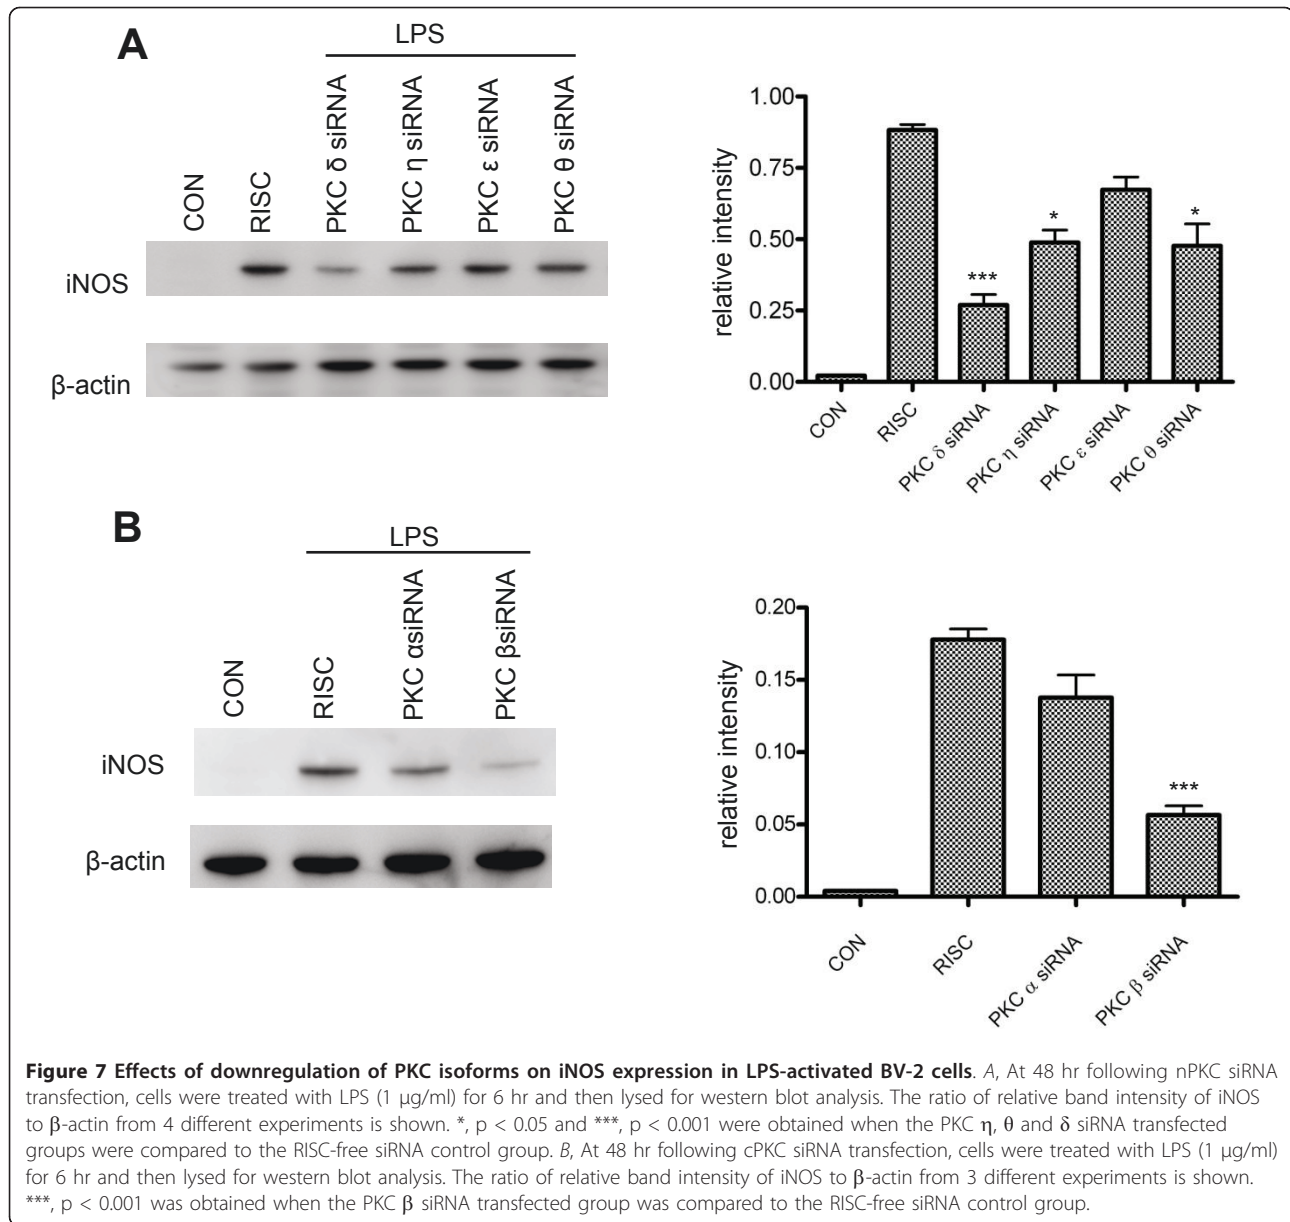 A
LPS
CON
RISC
PKC δ siRNA
PKC η siRNA
PKC ε siRNA
PKC θ siRNA
iNOS
β-actin
relative intensity
1.00
0.75
0.50
0.25
0.00
***
*
*
CON
RISC
PKC δ siRNA
PKC η siRNA
PKC ε siRNA
PKC θ siRNA
B
LPS
CON
RISC
PKC αsiRNA
PKC βsiRNA
iNOS
β-actin
relative intensity
0.20
0.15
0.10
0.05
0.00
***
CON
RISC
PKC α siRNA
PKC β siRNA
Figure 7 Effects of downregulation of PKC isoforms on iNOS expression in LPS-activated BV-2 cells. A, At 48 hr following nPKC siRNA
transfection, cells were treated with LPS (1 μg/ml) for 6 hr and then lysed for western blot analysis. The ratio of relative band intensity of iNOS
to β-actin from 4 different experiments is shown. *, p < 0.05 and ***, p < 0.001 were obtained when the PKC η, θ and δ siRNA transfected
groups were compared to the RISC-free siRNA control group. B, At 48 hr following cPKC siRNA transfection, cells were treated with LPS (1 μg/ml)
for 6 hr and then lysed for western blot analysis. The ratio of relative band intensity of iNOS to β-actin from 3 different experiments is shown.
***, p < 0.001 was obtained when the PKC β siRNA transfected group was compared to the RISC-free siRNA control group.